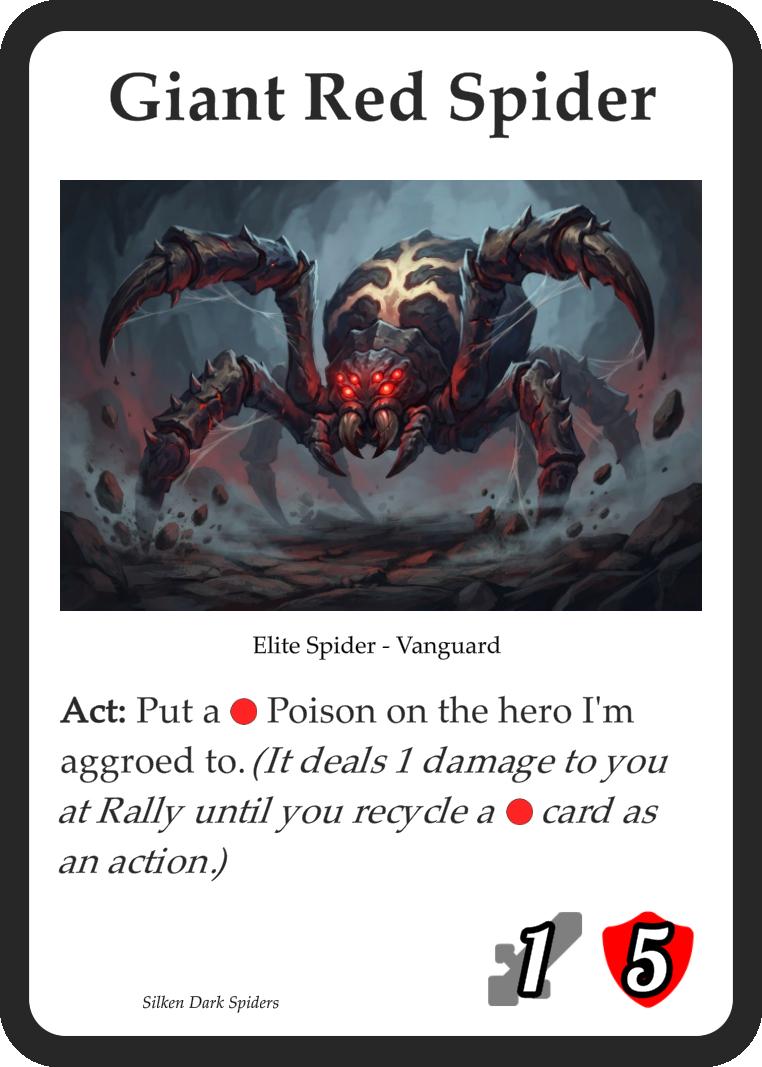 Giant Red Spider
Elite Spider - Vanguard
Act: Put a Poison on the hero I'm
aggroed to. (It deals 1 damage to you
at Rally until you recycle a card as
an action.)
1 5
Silken Dark Spiders